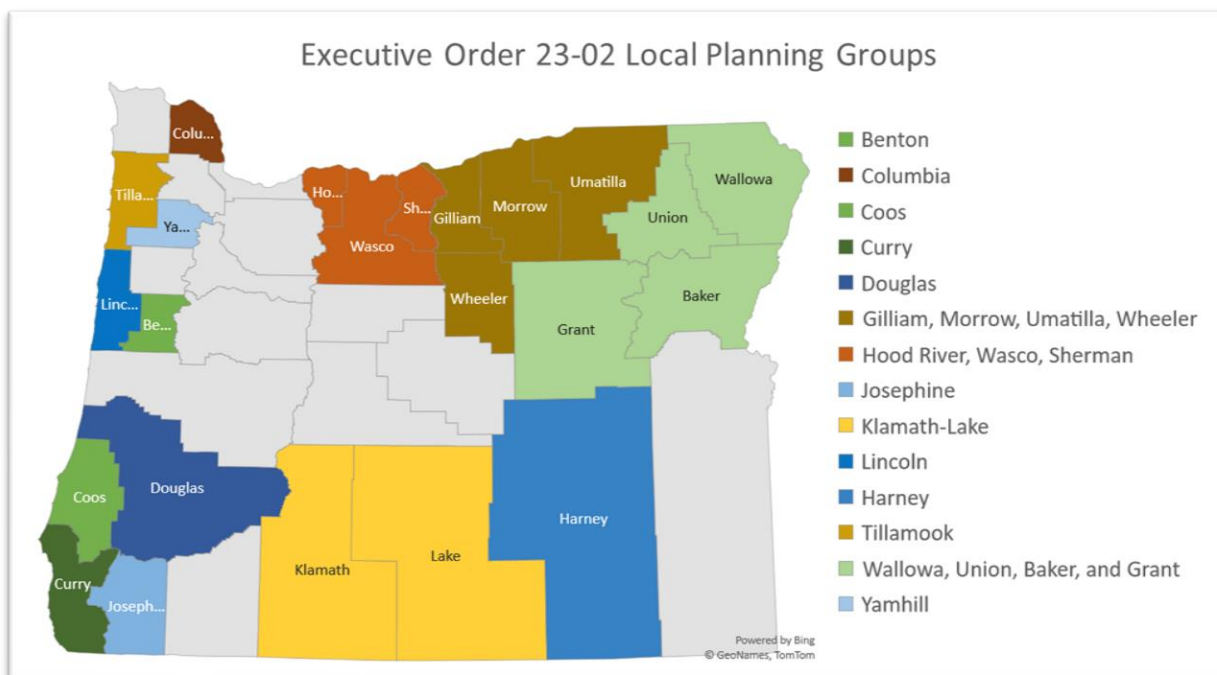 Executive Order 23-02 Local Planning Groups
Colu...
Tilla...
Ya...
Linc...
Be...
Ho...
Sh...
Wasco
Gilliam
Morrow
Umatilla
Wheeler
Union
Wallowa
Baker
Grant
Coos
Douglas
Curry
Joseph...
Klamath
Lake
Harney
Benton
Columbia
Coos
Curry
Douglas
Gilliam, Morrow, Umatilla, Wheeler
Hood River, Wasco, Sherman
Josephine
Klamath-Lake
Lincoln
Harney
Tillamook
Wallowa, Union, Baker, and Grant
Yamhill
Powered by Bing
© GeoNames, TomTom